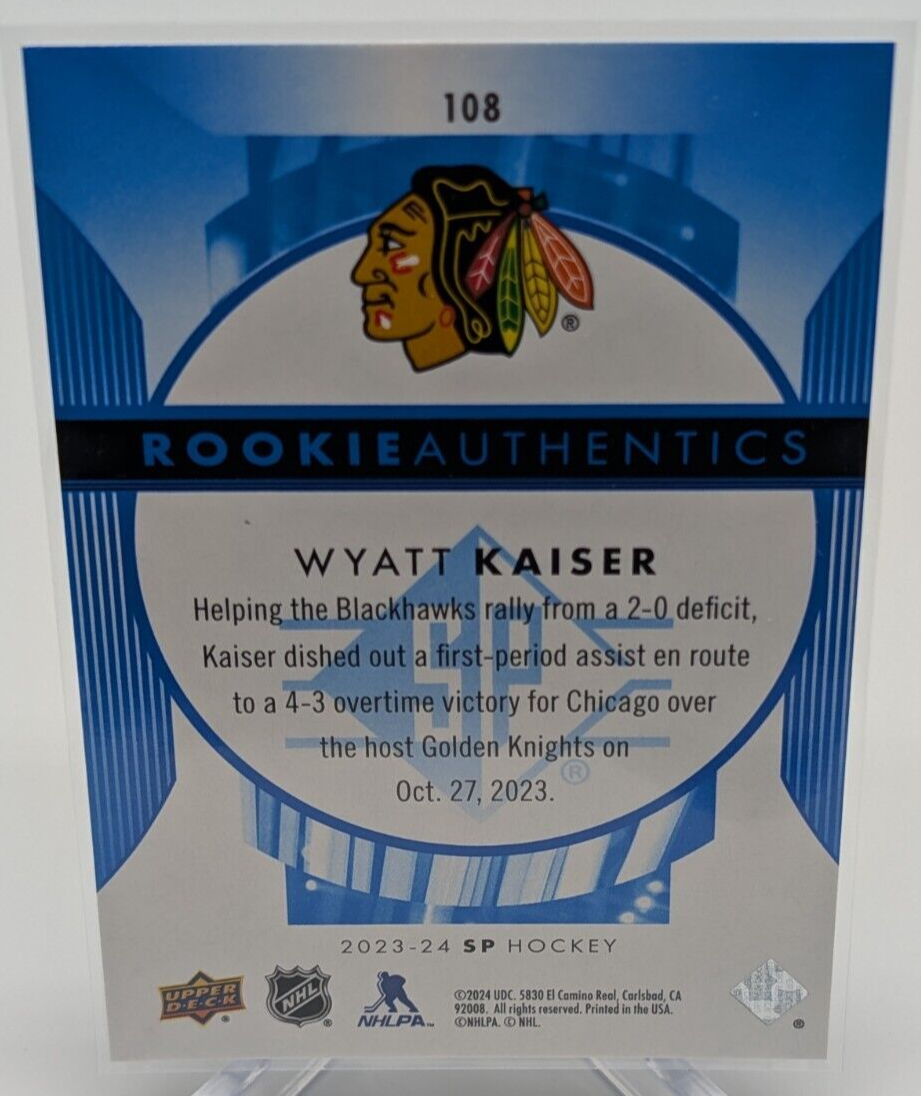 108
®
ROOKIEAUTHENTICS
WYATT KAISER
Helping the Blackhawks rally from a 2-0 deficit,
Kaiser dished out a first-period assist en route
to a 4-3 overtime victory for Chicago over
the host Golden Knights on
Oct. 27, 2023.
SP
®
2023-24 SP HOCKEY
UPPER
D·E·C·K
®
NHL
®
NHLPA™
©2024 UDC. 5830 El Camino Real, Carlsbad, CA
92008. All rights reserved. Printed in the USA.
©NHLPA. © NHL.
®